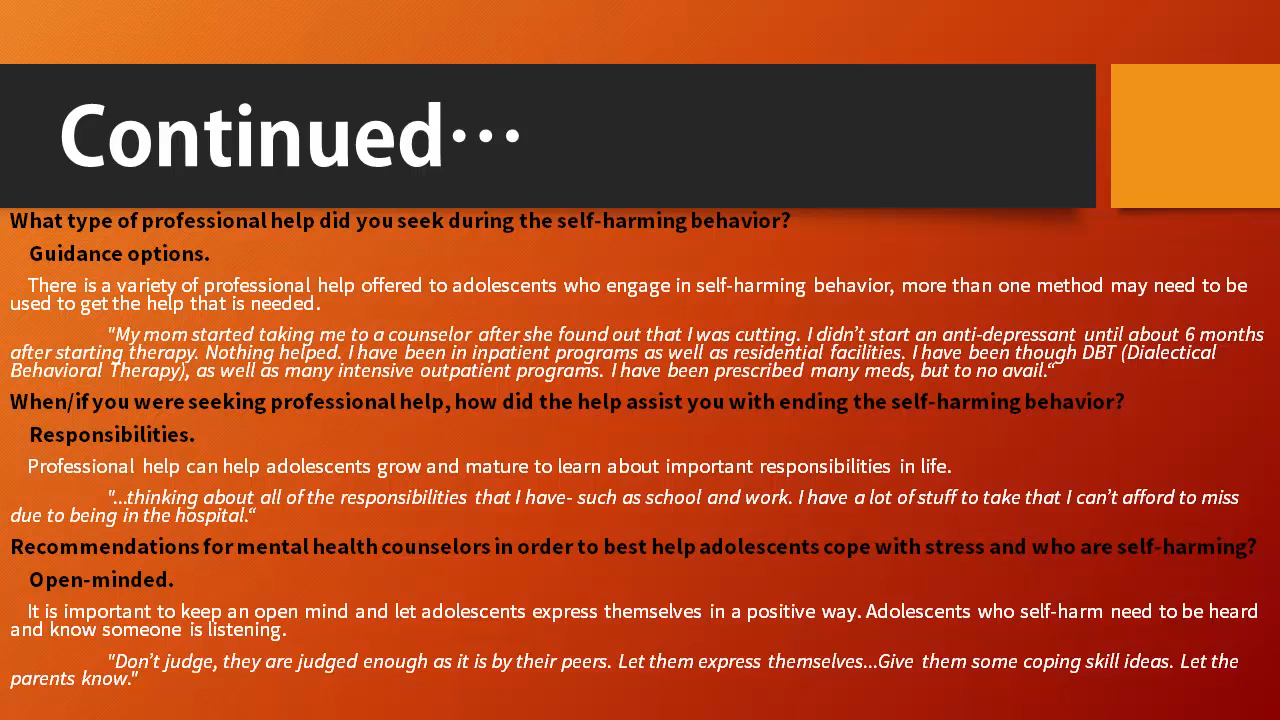 Continued…
What type of professional help did you seek during the self-harming behavior?
Guidance options.
There is a variety of professional help offered to adolescents who engage in self-harming behavior, more than one method may need to be
used to get the help that is needed.
"My mom started taking me to a counselor after she found out that I was cutting. I didn't start an anti-depressant until about 6 months
after starting therapy. Nothing helped. I have been in inpatient programs as well as residential facilities. I have been though DBT (Dialectical
Behavioral Therapy), as well as many intensive outpatient programs. I have been prescribed many meds, but to no avail.“
When/if you were seeking professional help, how did the help assist you with ending the self-harming behavior?
Responsibilities.
Professional help can help adolescents grow and mature to learn about important responsibilities in life.
"...thinking about all of the responsibilities that I have- such as school and work. I have a lot of stuff to take that I can't afford to miss
due to being in the hospital.“
Recommendations for mental health counselors in order to best help adolescents cope with stress and who are self-harming?
Open-minded.
It is important to keep an open mind and let adolescents express themselves in a positive way. Adolescents who self-harm need to be heard
and know someone is listening.
"Don't judge, they are judged enough as it is by their peers. Let them express themselves...Give them some coping skill ideas. Let the
parents know."